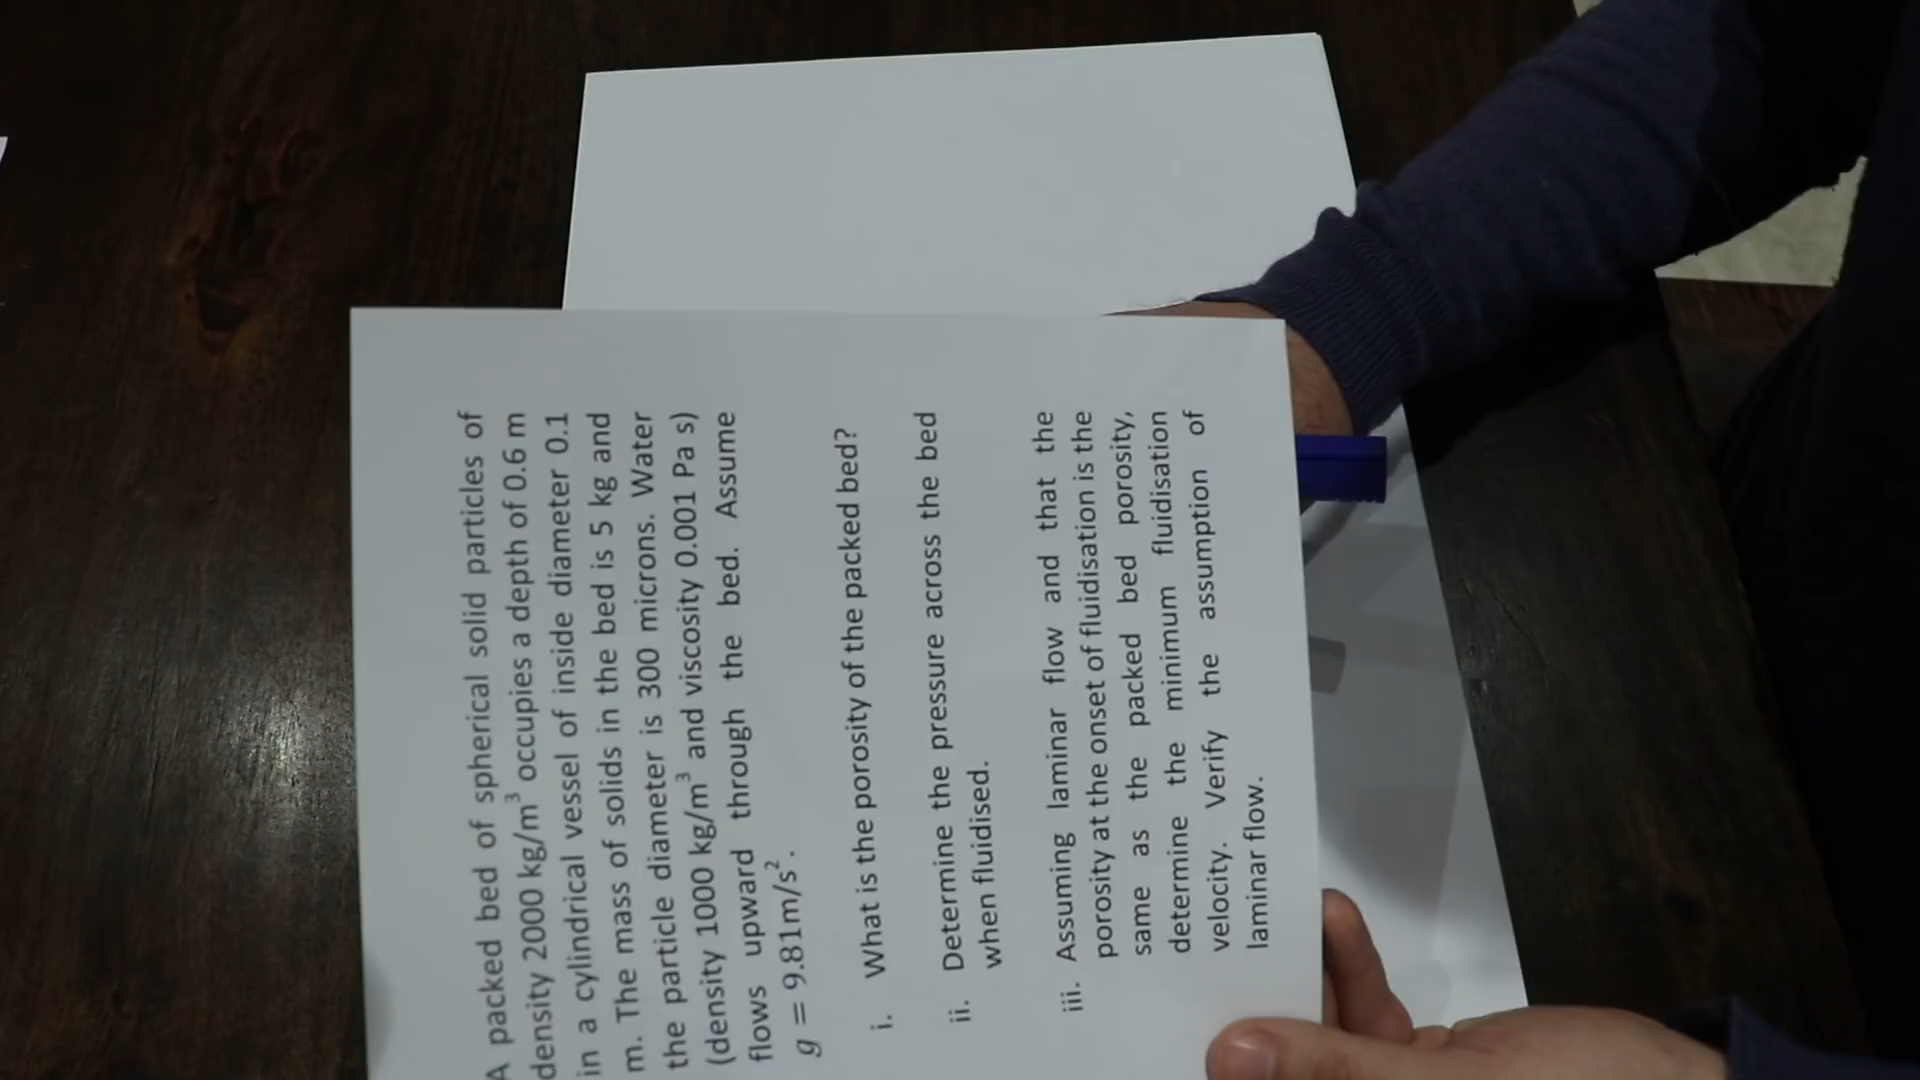 A packed bed of spherical solid particles of
density 2000 kg/m³ occupies a depth of 0.6 m
in a cylindrical vessel of inside diameter 0.1
m. The mass of solids in the bed is 5 kg and
the particle diameter is 300 microns. Water
(density 1000 kg/m³ and viscosity 0.001 Pa s)
flows upward through the bed. Assume
g = 9.81m/s².
i. What is the porosity of the packed bed?
ii. Determine the pressure across the bed
when fluidised.
iii. Assuming laminar flow and that the
porosity at the onset of fluidisation is the
same as the packed bed porosity,
determine the minimum fluidisation
velocity. Verify the assumption of
laminar flow.